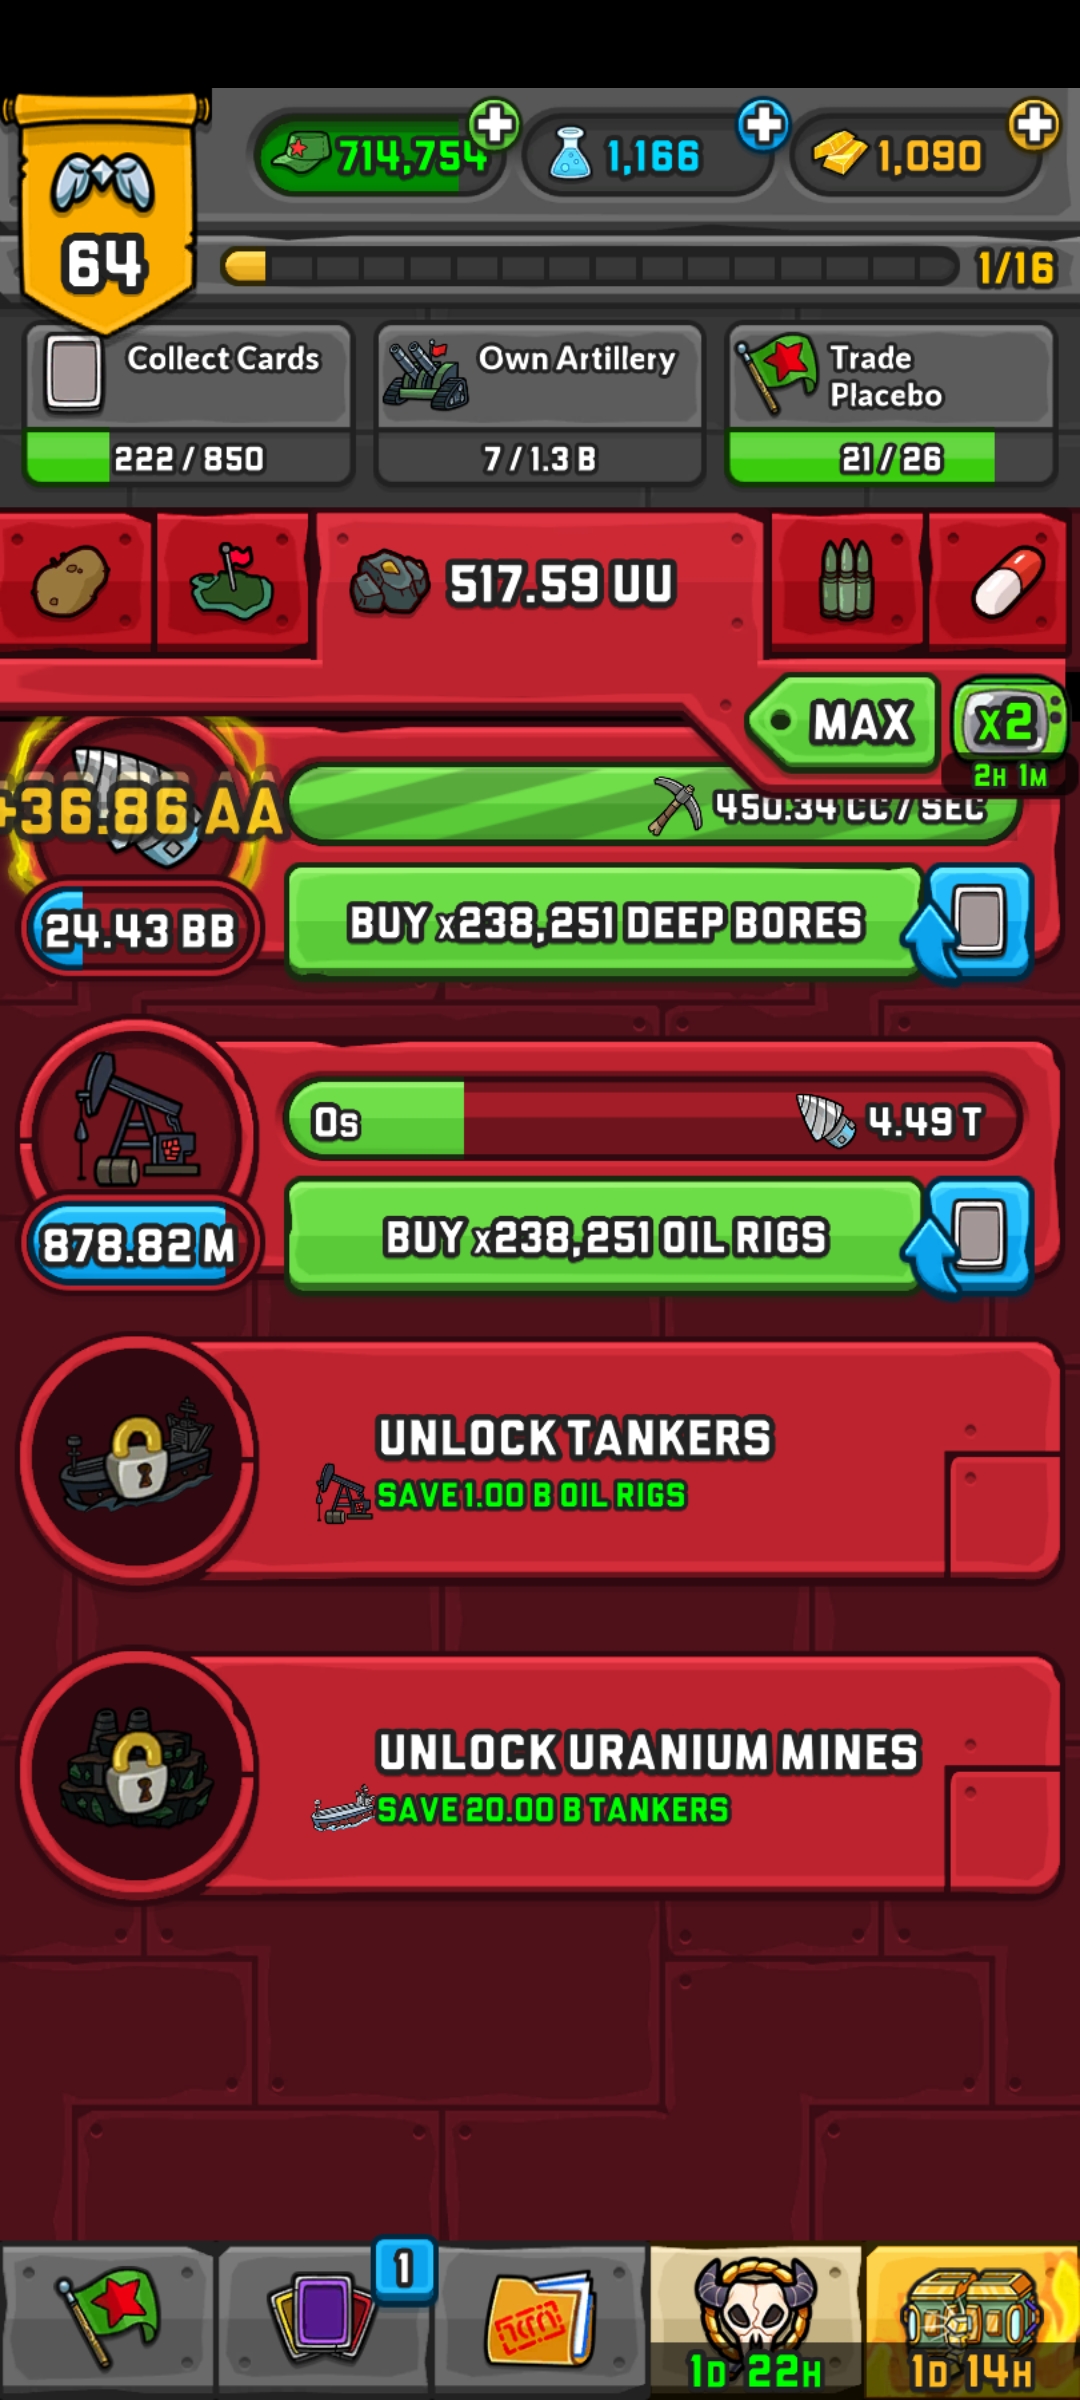 714,754
1,166
1,090
64
1/16
Collect Cards
222 / 850
Own Artillery
7 / 1.3 B
Trade
Placebo
21 / 26
517.59 UU
MAX
x2
2H 1M
+36.86 AA
450.34 CC / SEC
24.43 BB
BUY x238,251 DEEP BORES
0s
4.49 T
878.82 M
BUY x238,251 OIL RIGS
UNLOCK TANKERS
SAVE 1.00 B OIL RIGS
UNLOCK URANIUM MINES
SAVE 20.00 B TANKERS
1
1D 22H
1D 14H